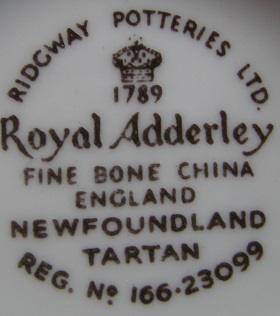 RIDGWAY POTTERIES LTD.
1789
Royal Adderley
FINE BONE CHINA
ENGLAND
NEWFOUNDLAND
TARTAN
REG. Nº 166·23099